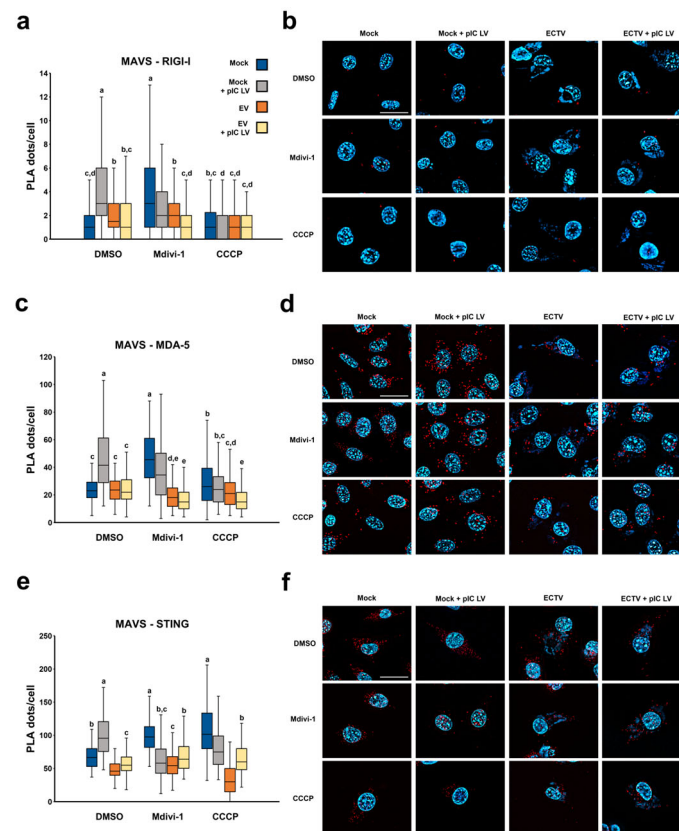 a
MAVS - RIGI-I
Mock
Mock
+ pIC LV
EV
EV
+ pIC LV
PLA dots/cell
14
12
10
8
6
4
2
0
c,d a b b,c
a b c,d
b,c d c,d c,d
DMSO Mdivi-1 CCCP
b
Mock Mock + pIC LV ECTV ECTV + pIC LV
DMSO
Mdivi-1
CCCP
c
MAVS - MDA-5
PLA dots/cell
120
100
80
60
40
20
0
c a c c
a d,e e
b b,c c,d e
DMSO Mdivi-1 CCCP
d
Mock Mock + pIC LV ECTV ECTV + pIC LV
DMSO
Mdivi-1
CCCP
e
MAVS - STING
PLA dots/cell
250
200
150
100
50
0
b a c
a b,c c b
a b
DMSO Mdivi-1 CCCP
f
Mock Mock + pIC LV ECTV ECTV + pIC LV
DMSO
Mdivi-1
CCCP